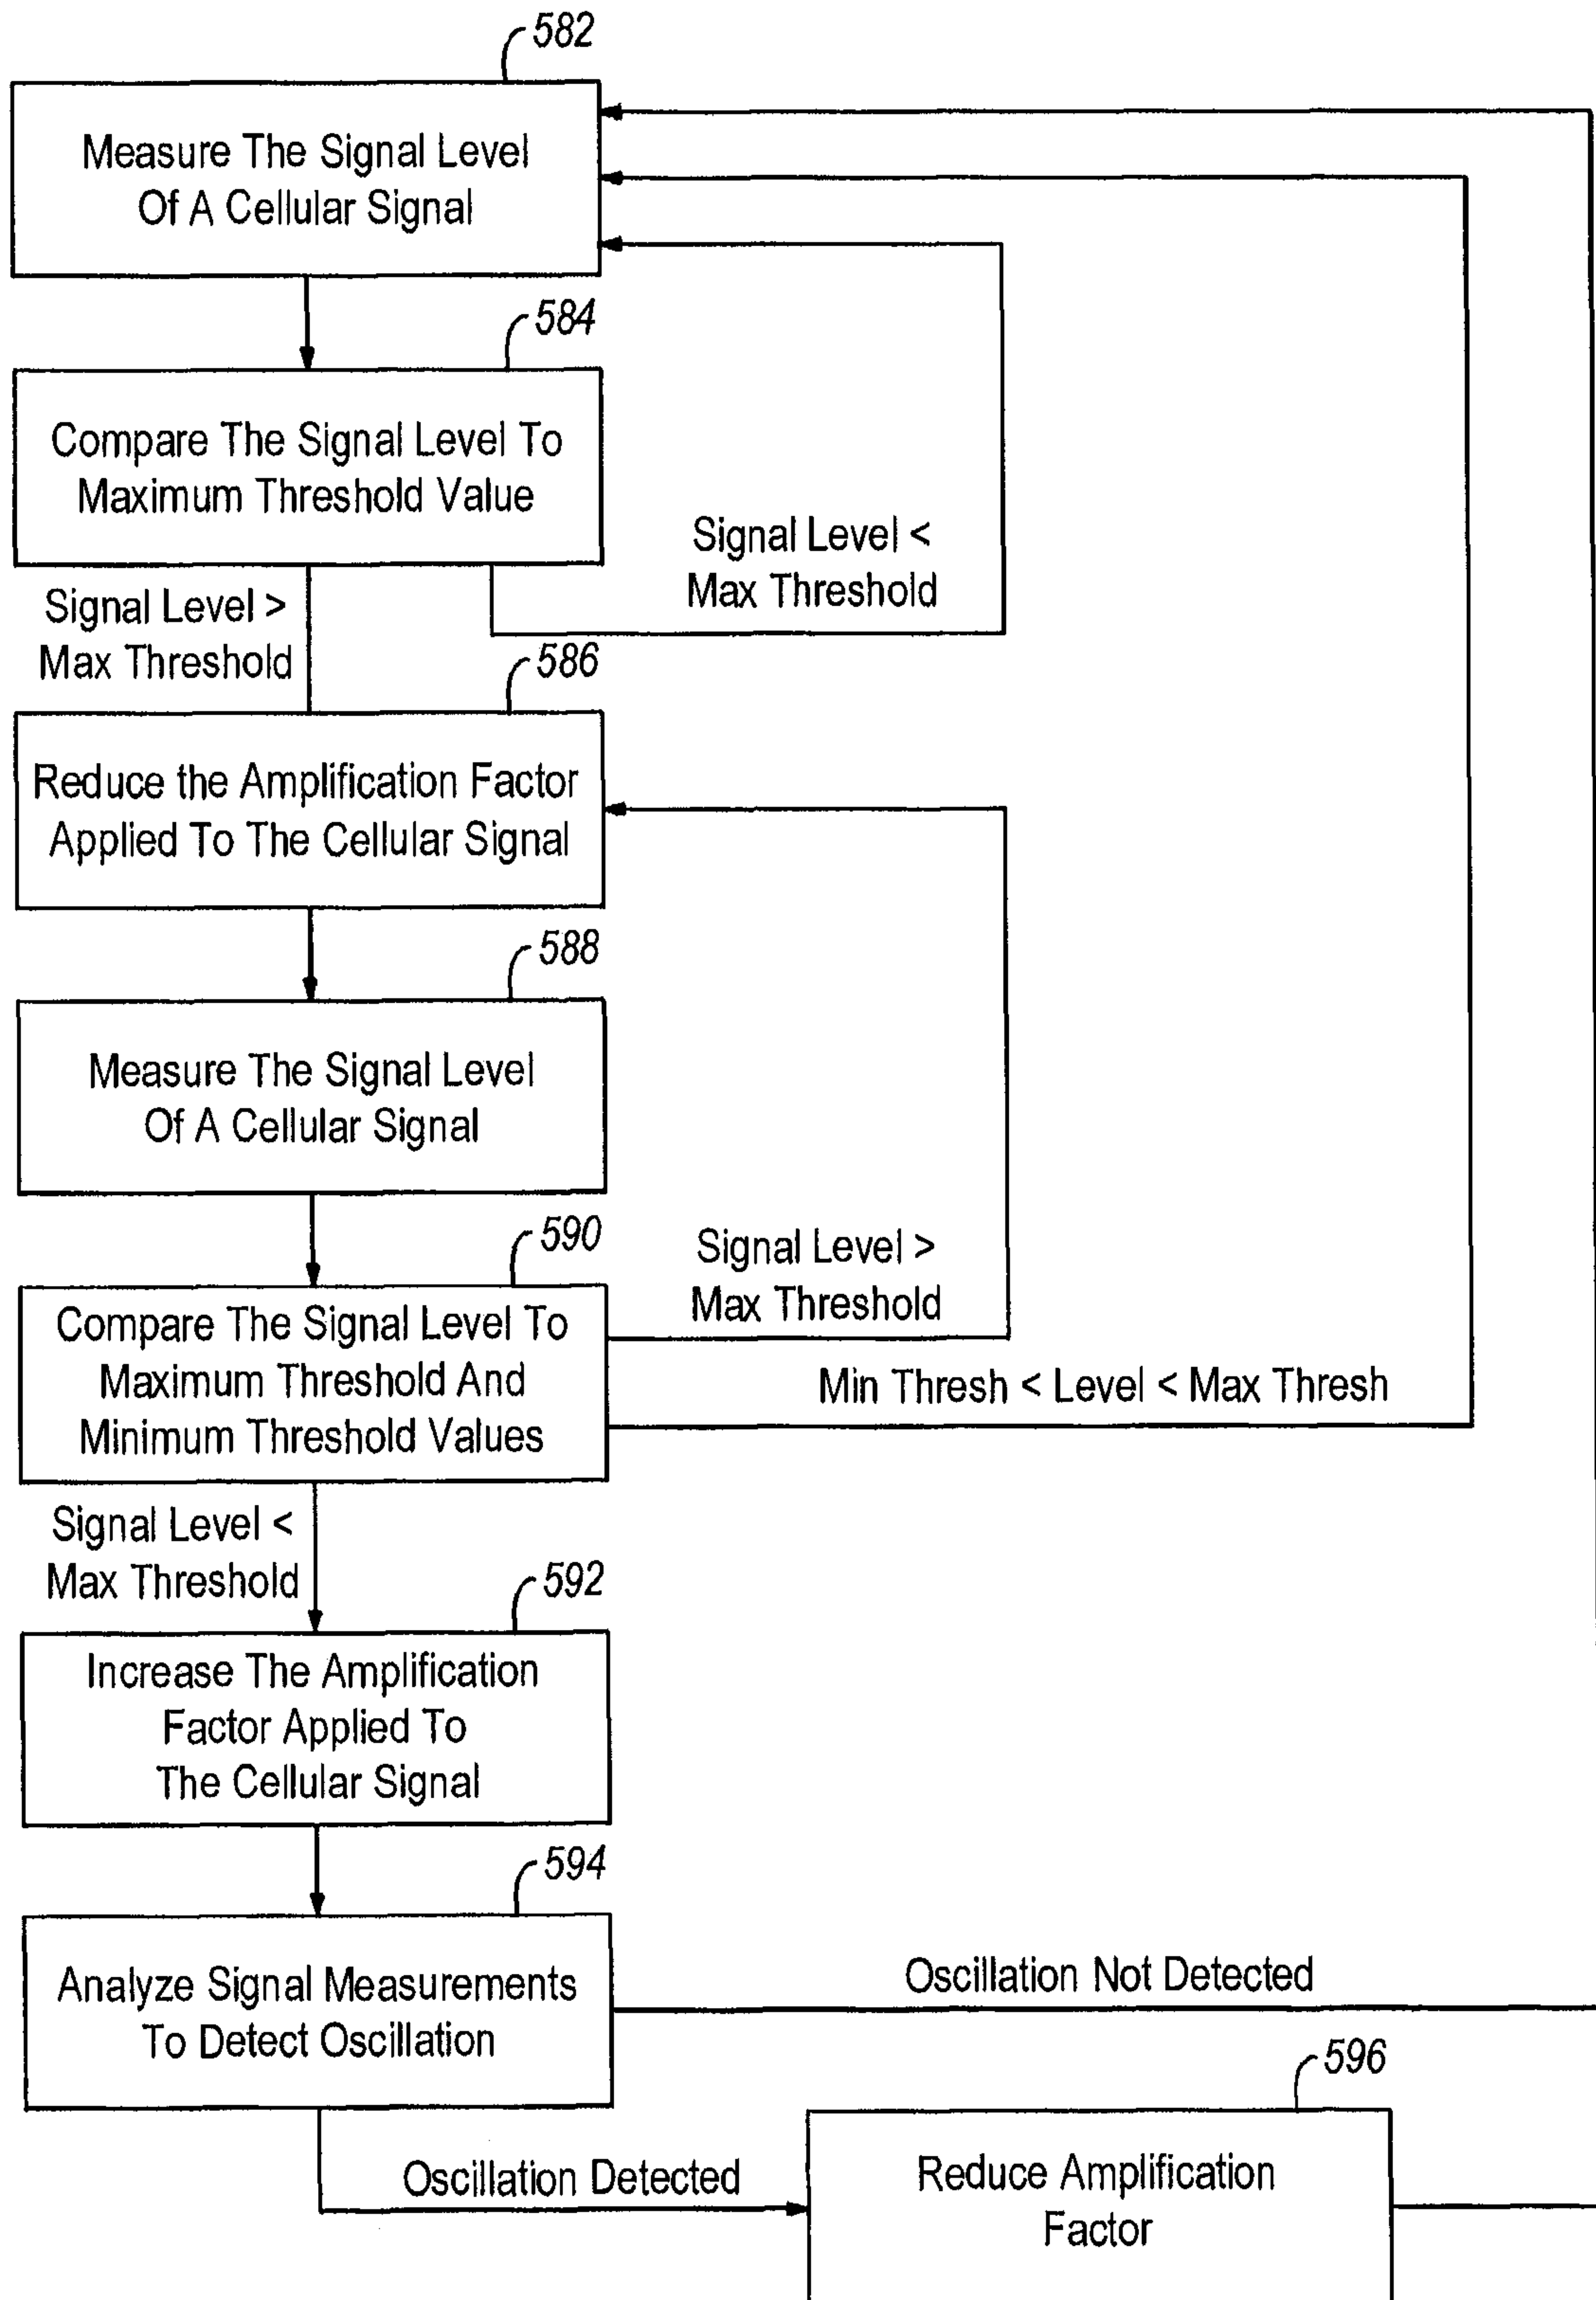 582
Measure The Signal Level
Of A Cellular Signal
584
Compare The Signal Level To
Maximum Threshold Value
Signal Level <
Max Threshold
Signal Level >
Max Threshold
586
Reduce the Amplification Factor
Applied To The Cellular Signal
588
Measure The Signal Level
Of A Cellular Signal
590
Signal Level >
Max Threshold
Compare The Signal Level To
Maximum Threshold And
Minimum Threshold Values
Min Thresh < Level < Max Thresh
Signal Level <
Max Threshold
592
Increase The Amplification
Factor Applied To
The Cellular Signal
594
Analyze Signal Measurements
To Detect Oscillation
Oscillation Not Detected
596
Oscillation Detected
Reduce Amplification
Factor